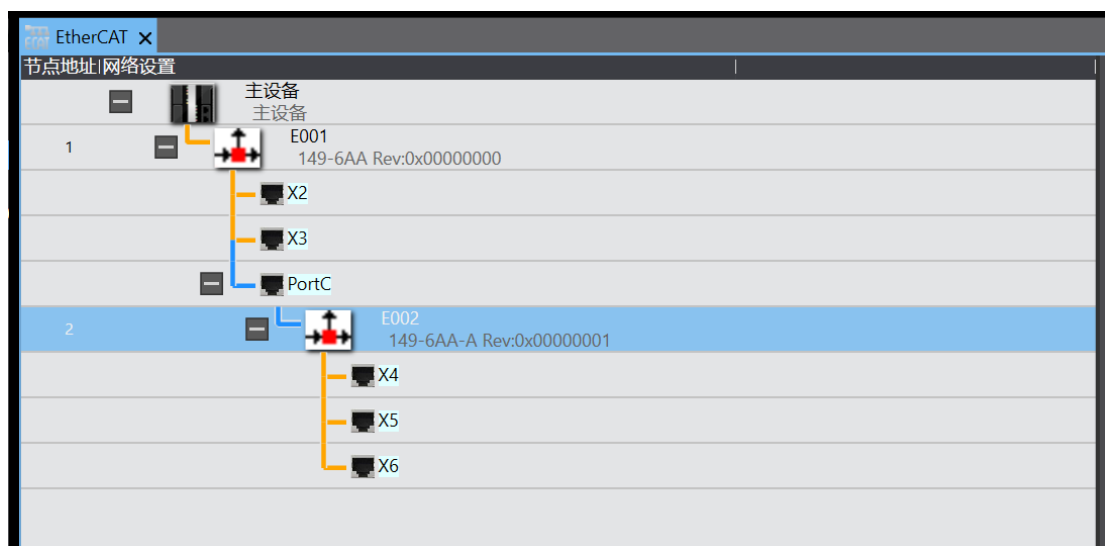 EtherCAT
节点地址|网络设置
主设备
主设备
E001
1
149-6AA Rev:0x00000000
X2
X3
PortC
E002
2
149-6AA-A Rev:0x00000001
X4
X5
X6